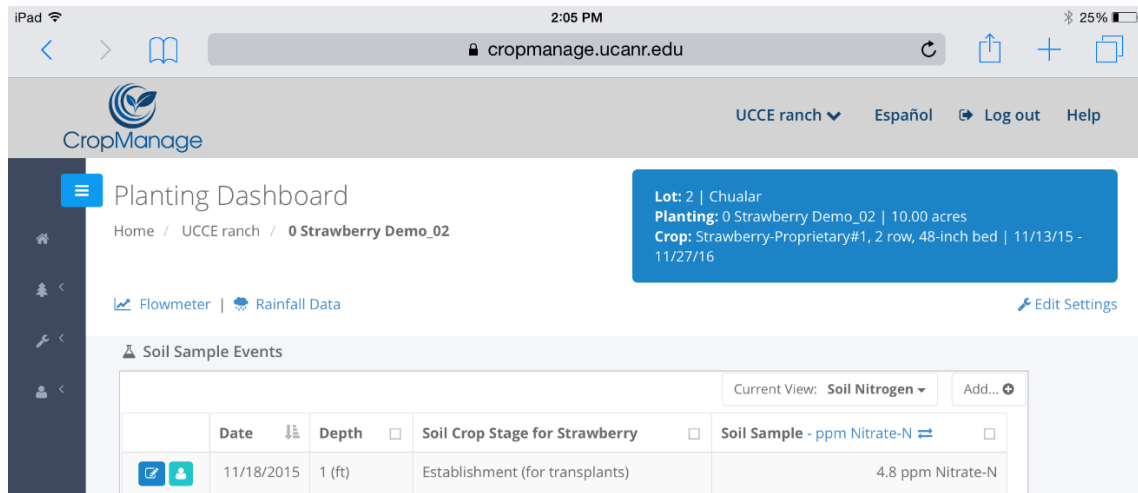 iPad 2:05 PM 25%
cropmanage.ucanr.edu
CropManage
UCCE ranch Español Log out Help
Planting Dashboard
Home / UCCE ranch / 0 Strawberry Demo_02
Lot: 2 | Chualar
Planting: 0 Strawberry Demo_02 | 10.00 acres
Crop: Strawberry-Proprietary#1, 2 row, 48-inch bed | 11/13/15 -
11/27/16
Flowmeter | Rainfall Data
Edit Settings
Soil Sample Events
Current View: Soil Nitrogen Add...
Date Depth Soil Crop Stage for Strawberry Soil Sample - ppm Nitrate-N
11/18/2015 1 (ft) Establishment (for transplants) 4.8 ppm Nitrate-N